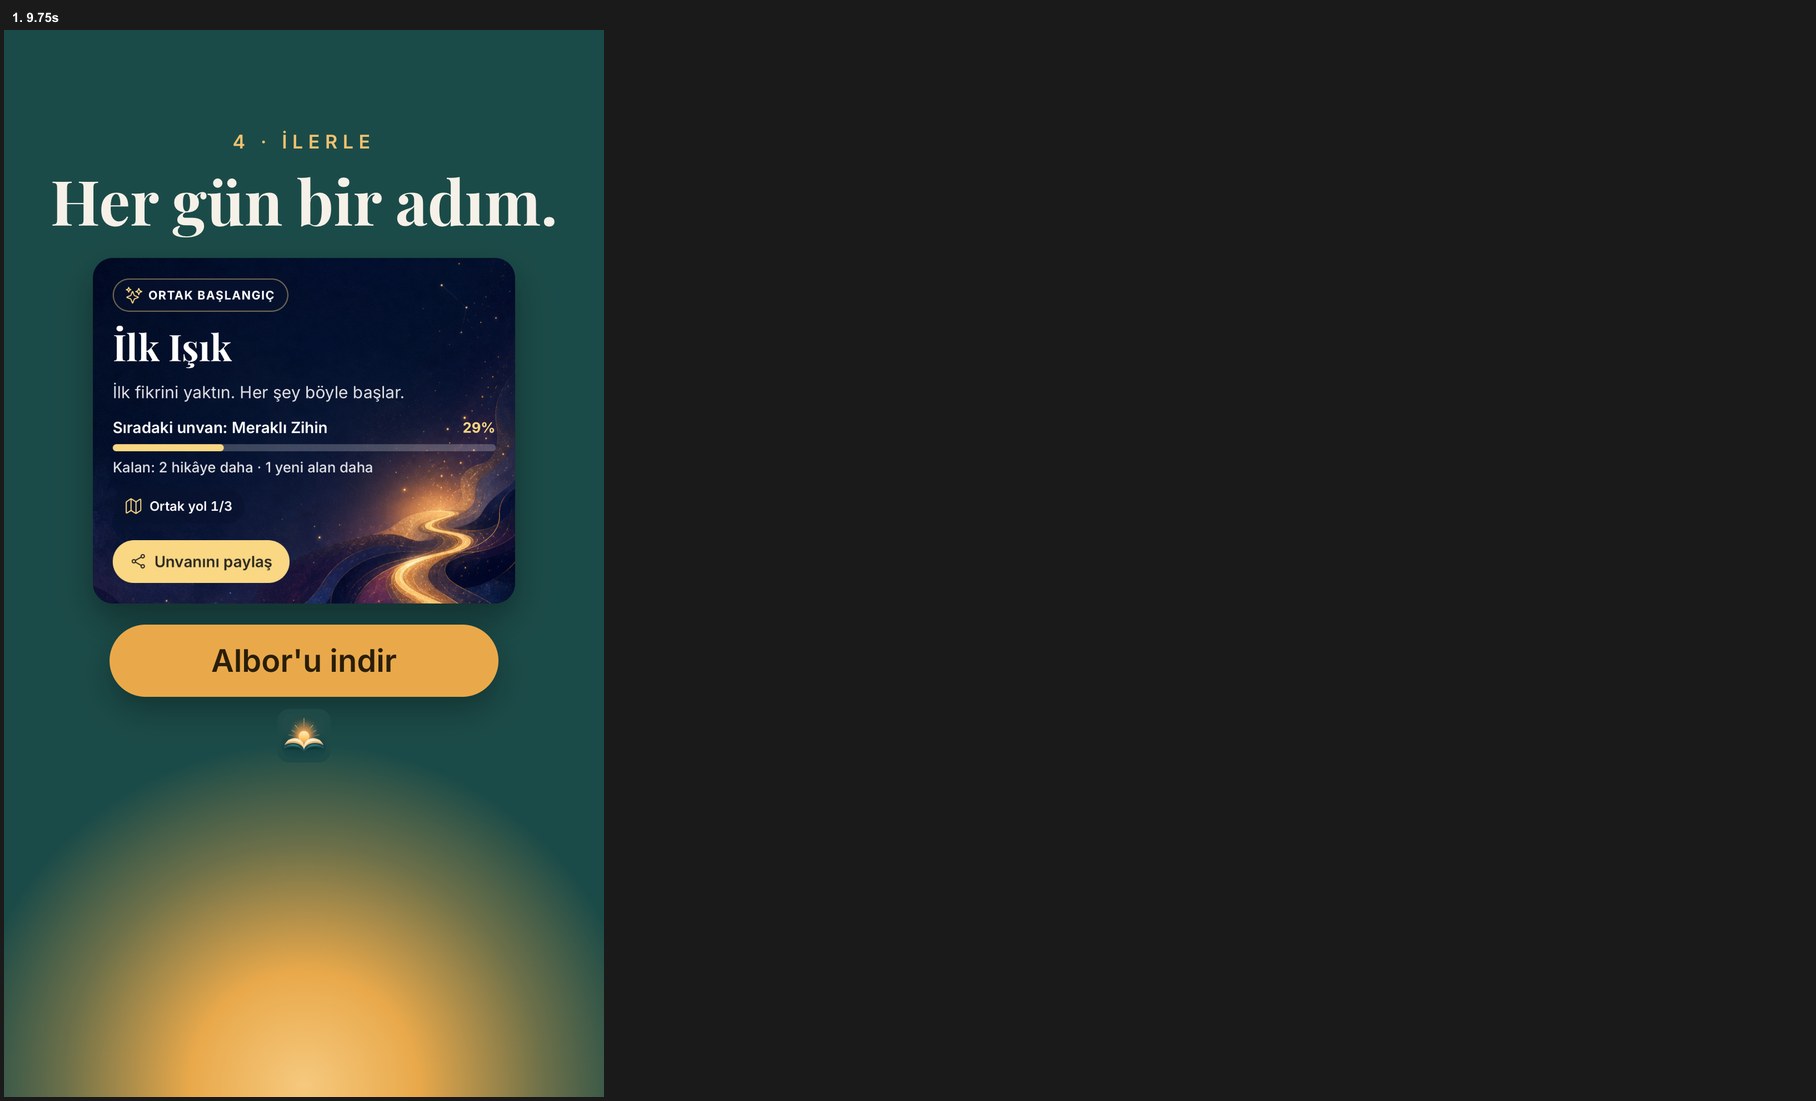 1. 9.75s
4 · İLERLE
Her gün bir adım.
ORTAK BAŞLANGIÇ
İlk Işık
İlk fikrini yaktın. Her şey böyle başlar.
Sıradaki unvan: Meraklı Zihin 29%
Kalan: 2 hikâye daha · 1 yeni alan daha
Ortak yol 1/3
Unvanını paylaş
Albor'u indir